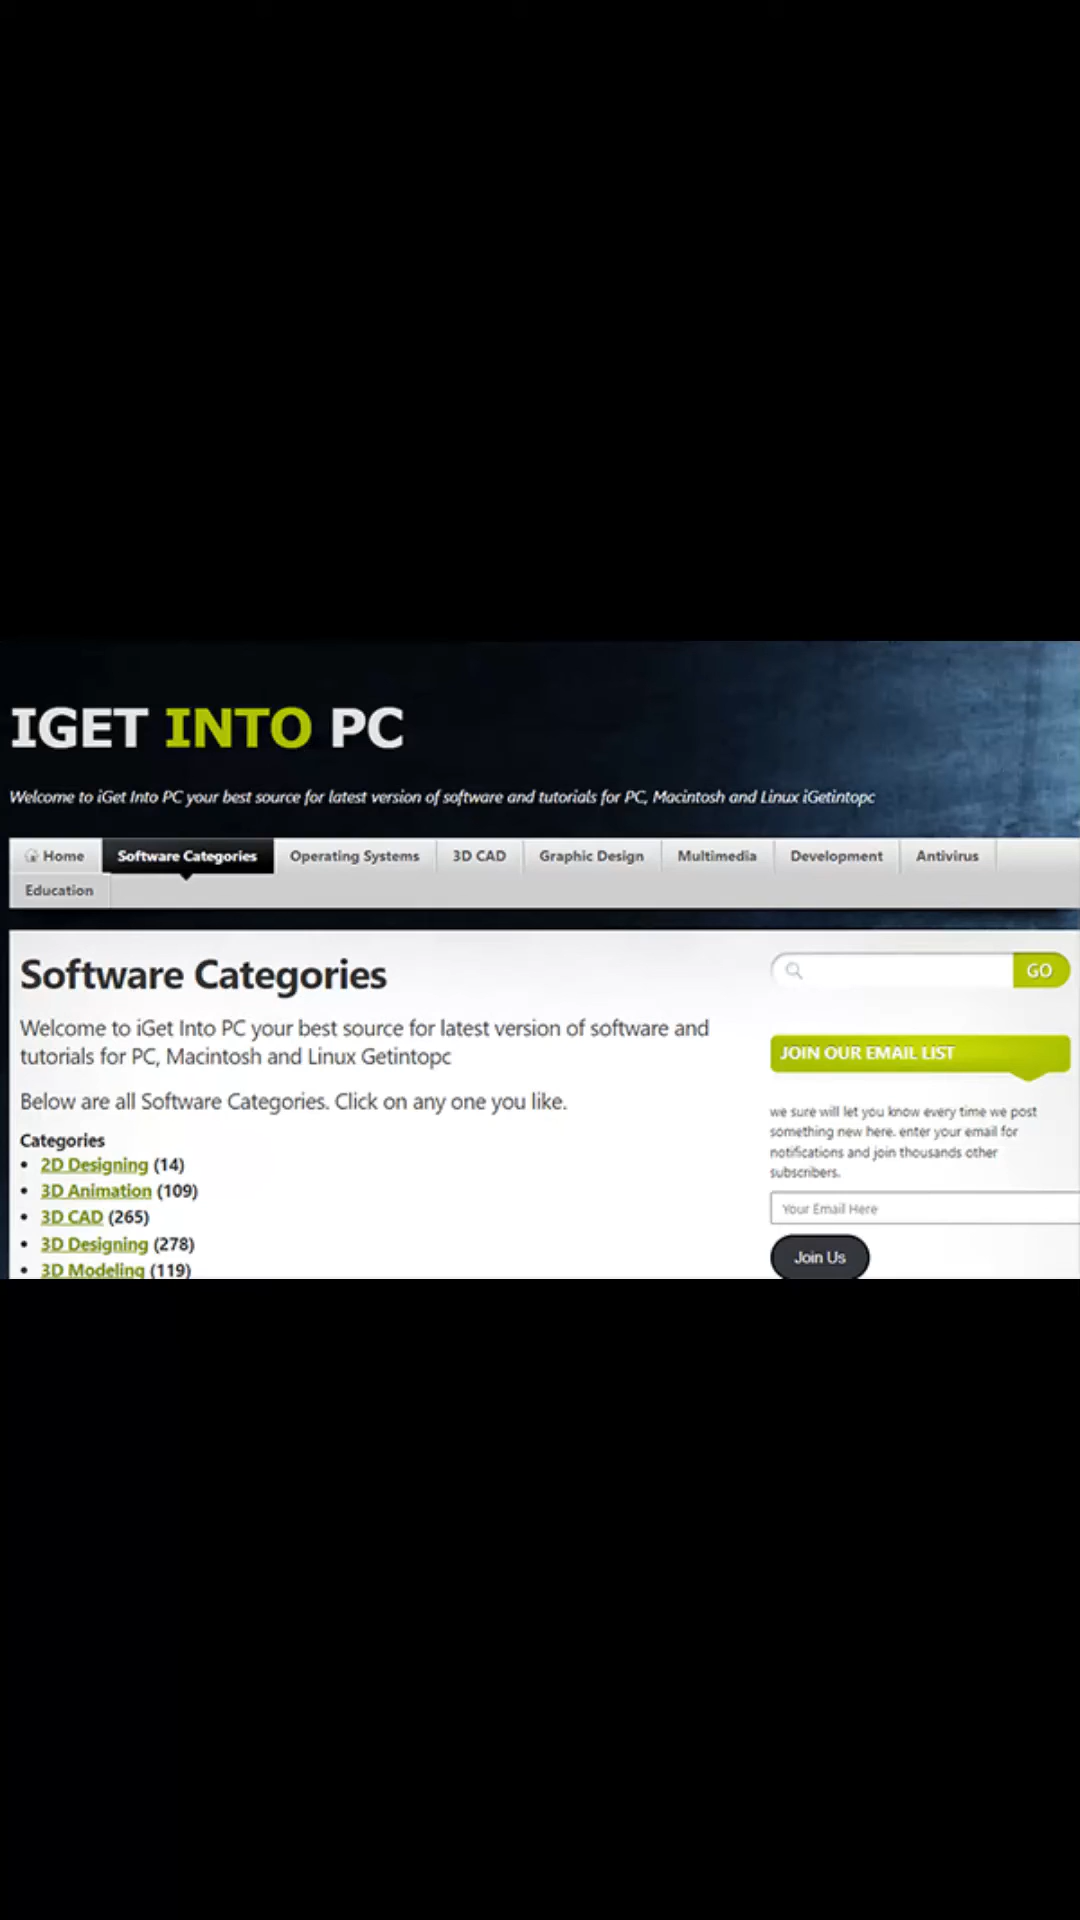 IGET INTO PC
Welcome to iGet Into PC your best source for latest version of software and tutorials for PC, Macintosh and Linux iGetintopc
Home Software Categories Operating Systems 3D CAD Graphic Design Multimedia Development Antivirus
Education
Software Categories
Welcome to iGet Into PC your best source for latest version of software and
tutorials for PC, Macintosh and Linux Getintopc
Below are all Software Categories. Click on any one you like.
Categories
• 2D Designing (14)
• 3D Animation (109)
• 3D CAD (265)
• 3D Designing (278)
• 3D Modeling (119)
GO
JOIN OUR EMAIL LIST
we sure will let you know every time we post
something new here. enter your email for
notifications and join thousands other
subscribers.
Your Email Here
Join Us